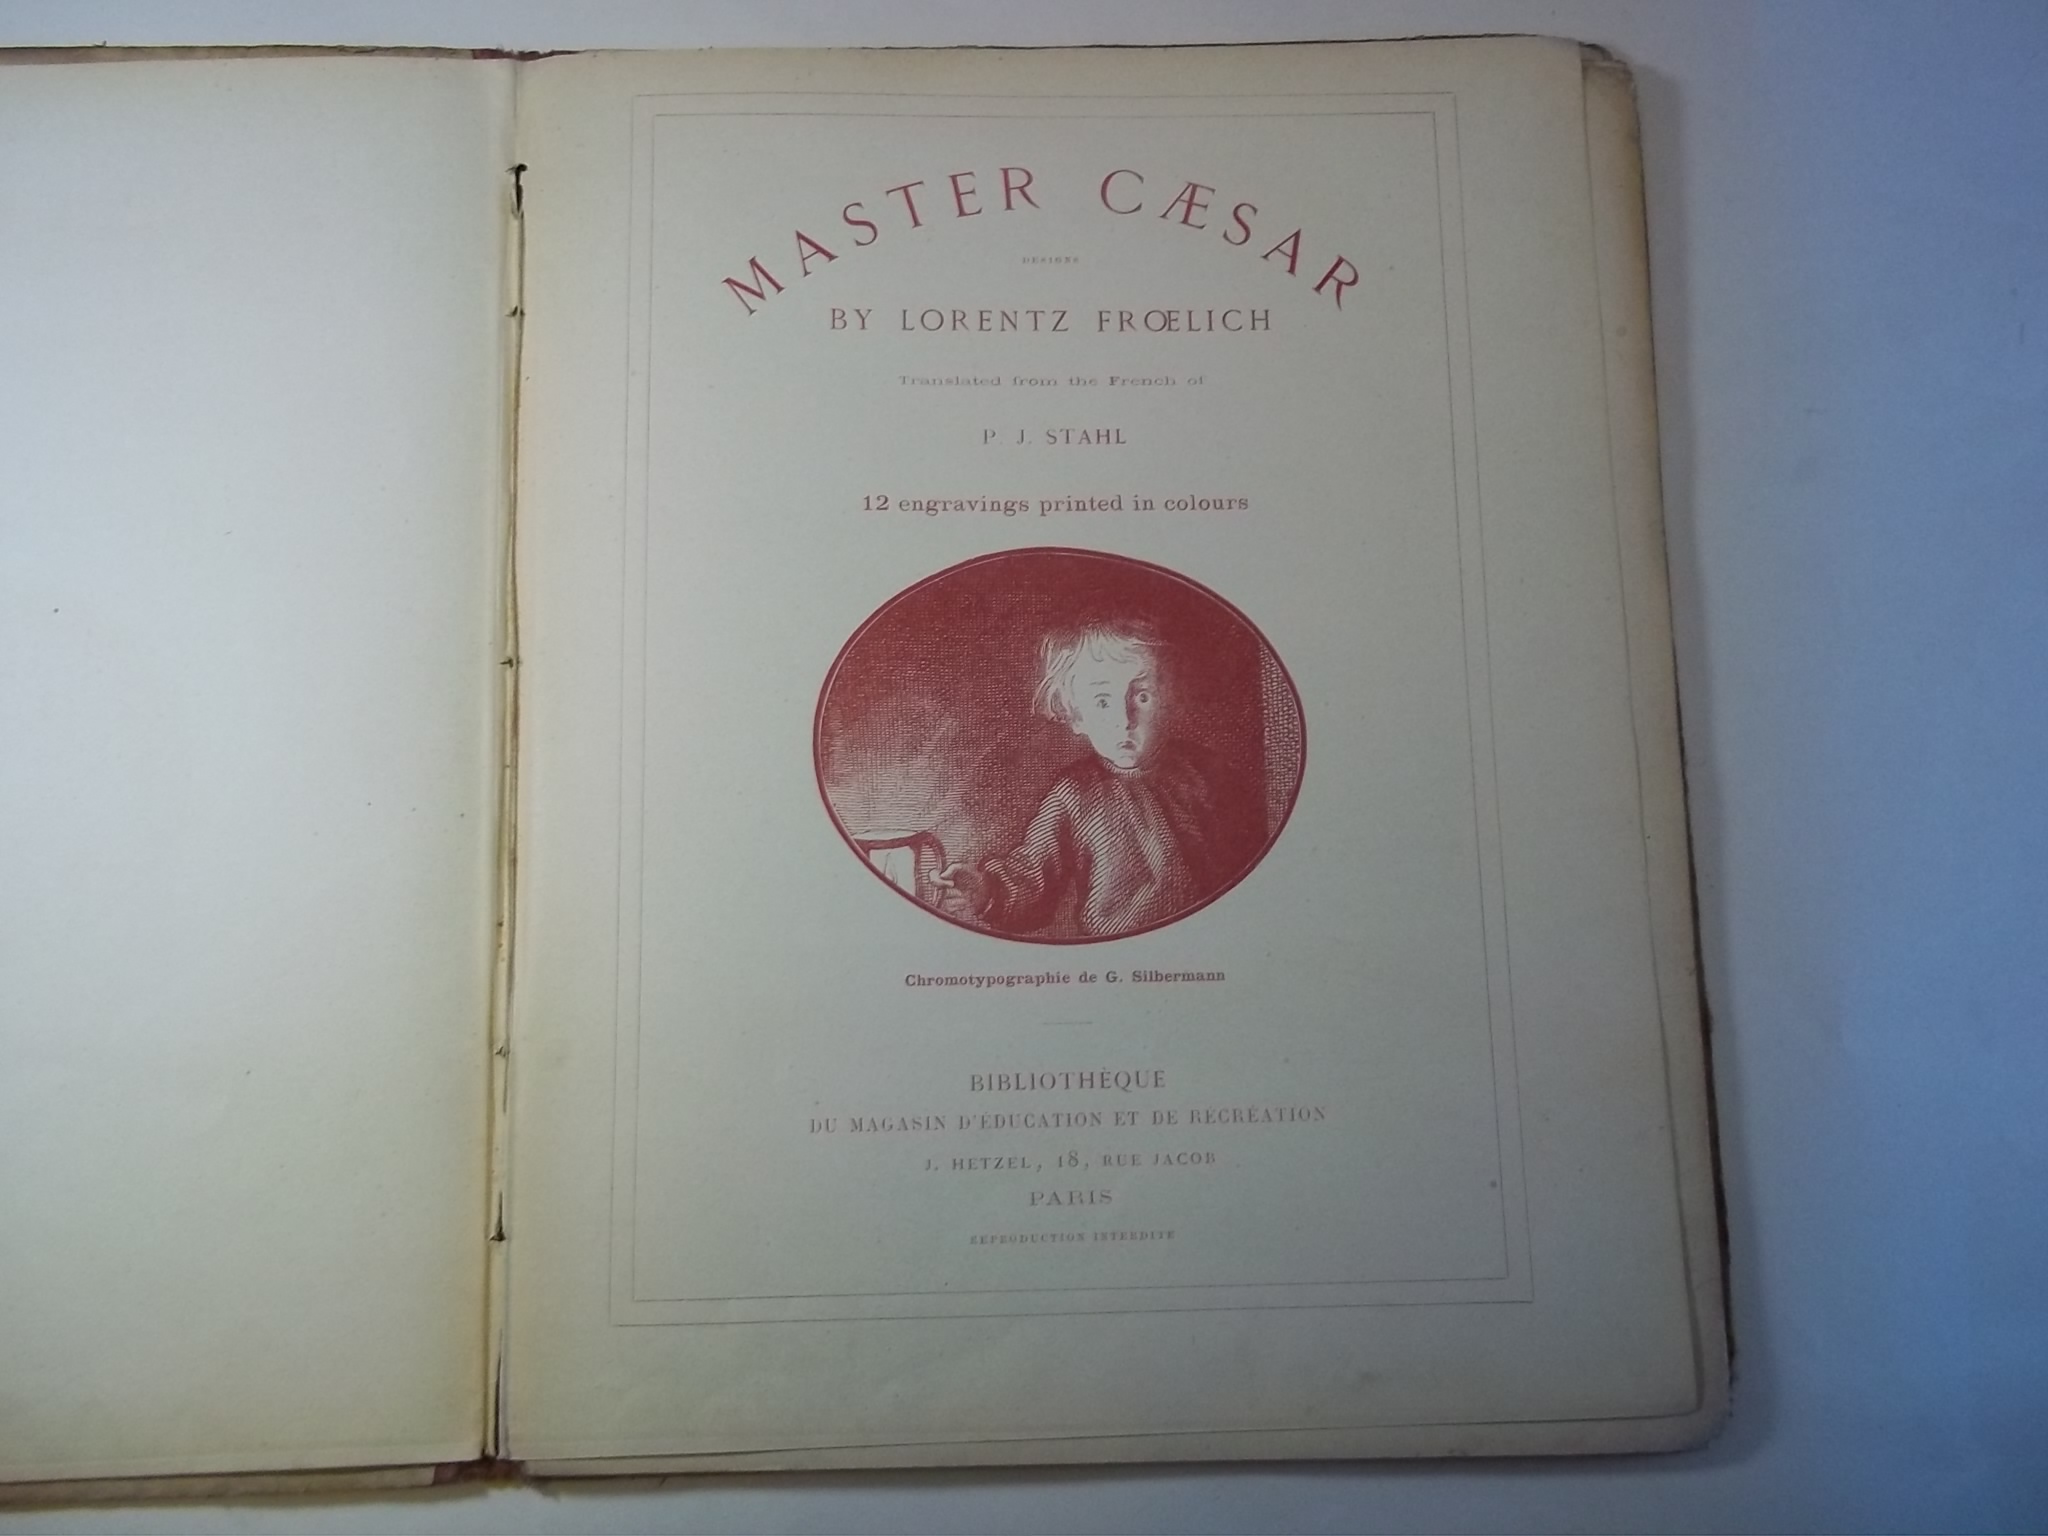 MASTER CÆSAR
DESIGNS
BY LORENTZ FRŒLICH
Translated from the French of
P. J. STAHL
12 engravings printed in colours
Chromotypographie de G. Silbermann
BIBLIOTHÈQUE
DU MAGASIN D'ÉDUCATION ET DE RÉCRÉATION
J. HETZEL, 18, RUE JACOB
PARIS
REPRODUCTION INTERDITE